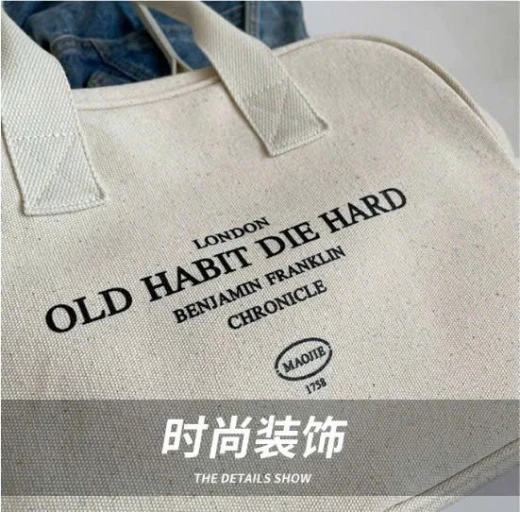 LONDON
OLD HABIT DIE HARD
BENJAMIN FRANKLIN
CHRONICLE
MAOJIE
1758
时尚装饰
THE DETAILS SHOW